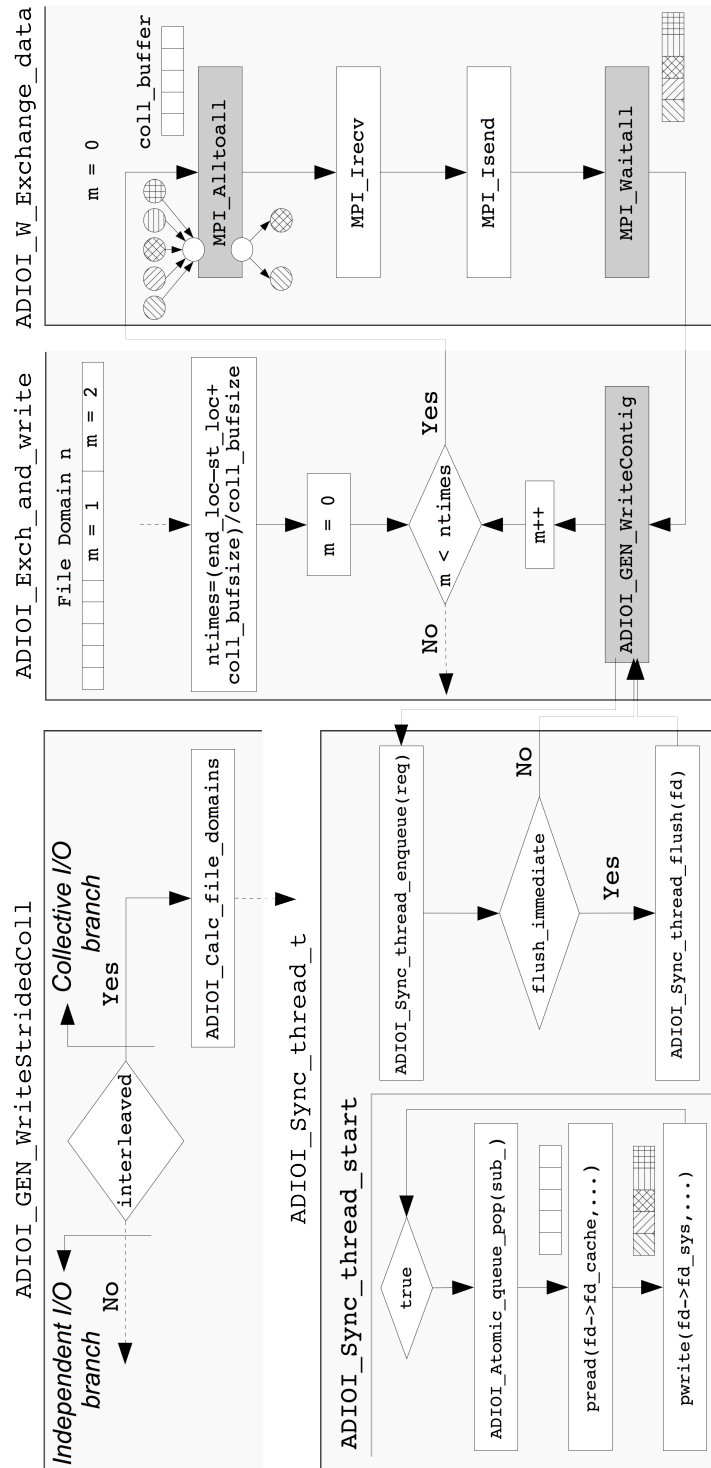 ADIOI_GEN_WriteStridedColl
Independent I/O
branch
Collective I/O
branch
interleaved
No
Yes
ADIOI_Calc_file_domains
ADIOI_Exch_and_write
File Domain n
m = 1
m = 2
ntimes=(end_loc—st_loc+
coll_bufsize)/coll_bufsize
m = 0
m < ntimes
No
Yes
m++
ADIOI_GEN_WriteContig
ADIOI_W_Exchange_data
m = 0
coll_buffer
MPI_Alltoall
MPI_Irecv
MPI_Isend
MPI_Waitall
ADIOI_Sync_thread_t
ADIOI_Sync_thread_start
true
ADIOI_Atomic_queue_pop(sub_)
pread(fd->fd_cache,...)
pwrite(fd->fd_sys,...)
ADIOI_Sync_thread_enqueue(req)
flush_immediate
No
Yes
ADIOI_Sync_thread_flush(fd)